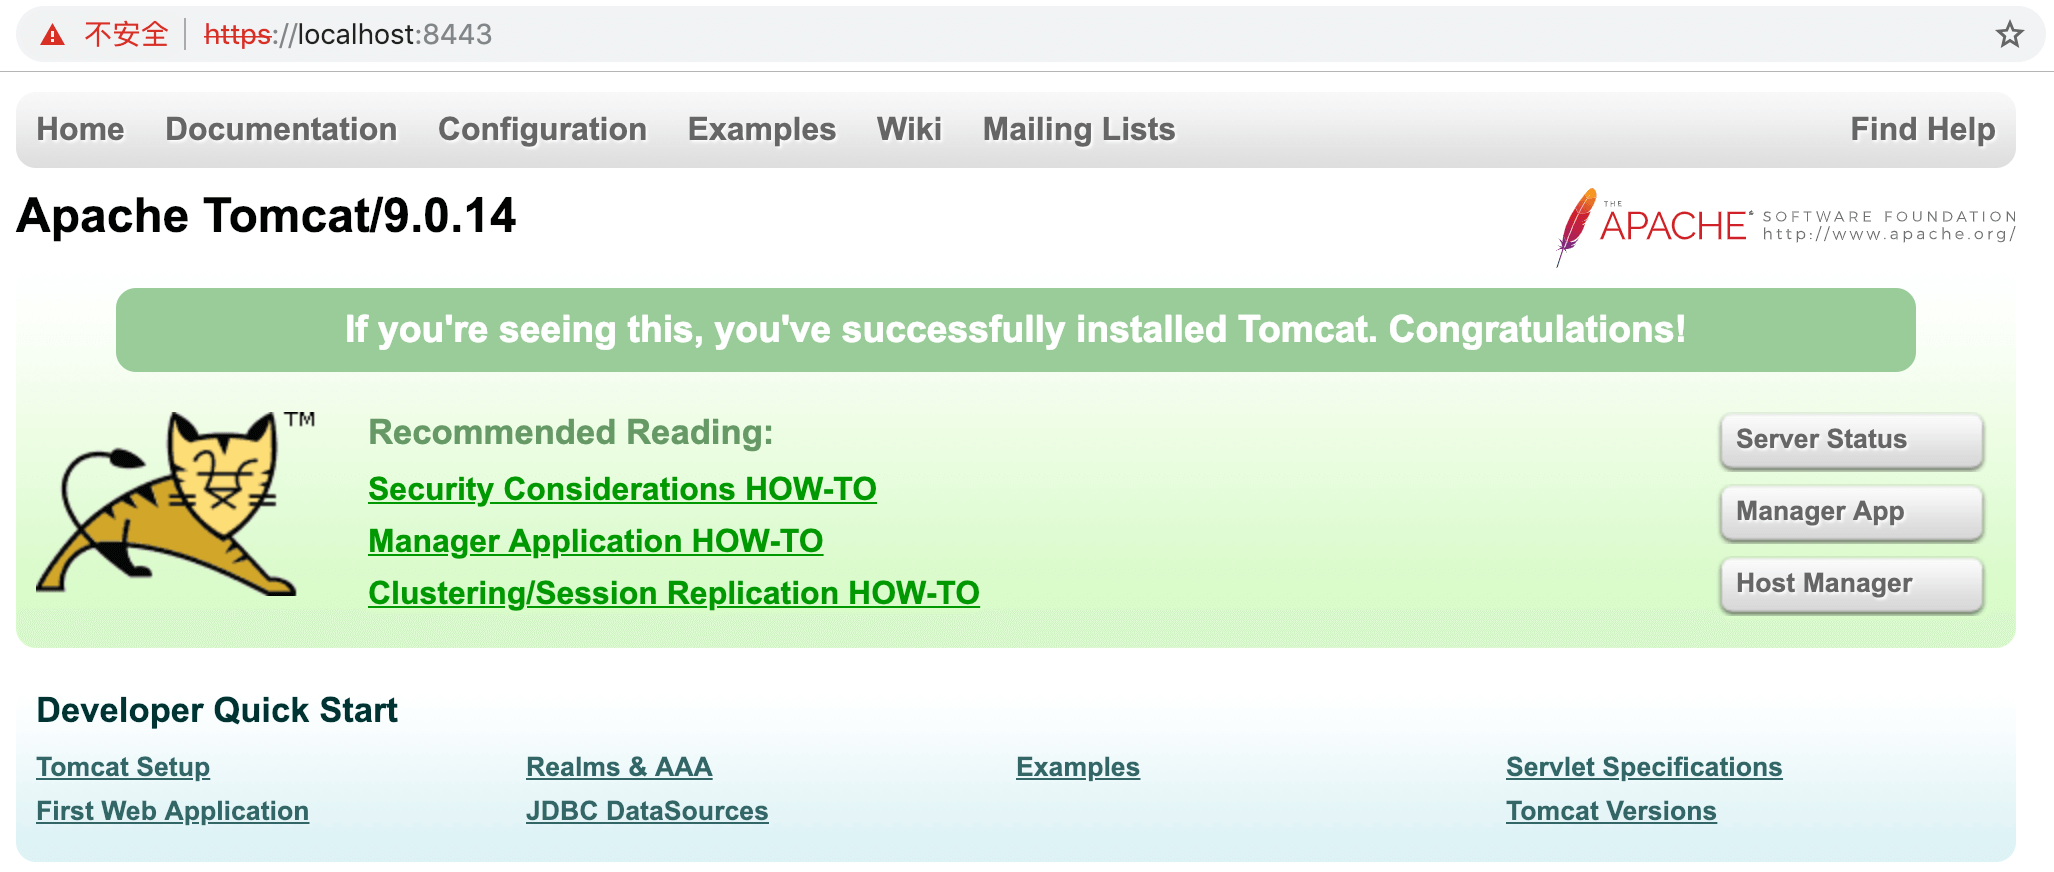 不安全 https://localhost:8443
Home Documentation Configuration Examples Wiki Mailing Lists Find Help
Apache Tomcat/9.0.14
THE APACHE SOFTWARE FOUNDATION
http://www.apache.org/
If you're seeing this, you've successfully installed Tomcat. Congratulations!
TM
Recommended Reading:
Security Considerations HOW-TO
Manager Application HOW-TO
Clustering/Session Replication HOW-TO
Server Status
Manager App
Host Manager
Developer Quick Start
Tomcat Setup Realms & AAA Examples Servlet Specifications
First Web Application JDBC DataSources Tomcat Versions